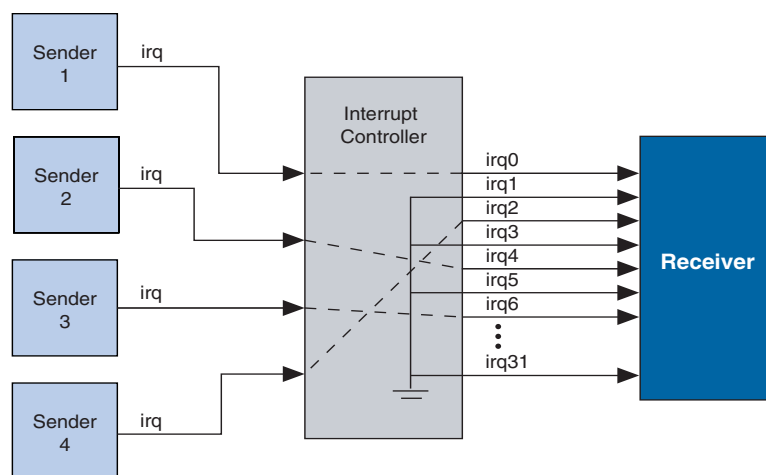 Sender
1
irq
Sender
2
irq
Sender
3
irq
Sender
4
irq
Interrupt
Controller
irq0
irq1
irq2
irq3
irq4
irq5
irq6
irq31
Receiver